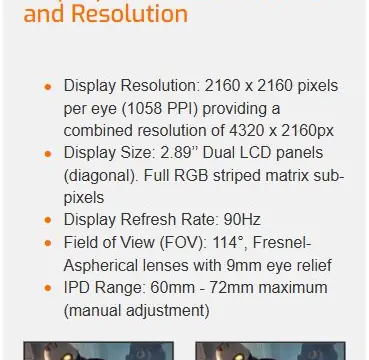 and Resolution
Display Resolution: 2160 x 2160 pixels
per eye (1058 PPI) providing a
combined resolution of 4320 x 2160px
Display Size: 2.89’’ Dual LCD panels
(diagonal). Full RGB striped matrix sub-
pixels
Display Refresh Rate: 90Hz
Field of View (FOV): 114°, Fresnel-
Aspherical lenses with 9mm eye relief
IPD Range: 60mm - 72mm maximum
(manual adjustment)